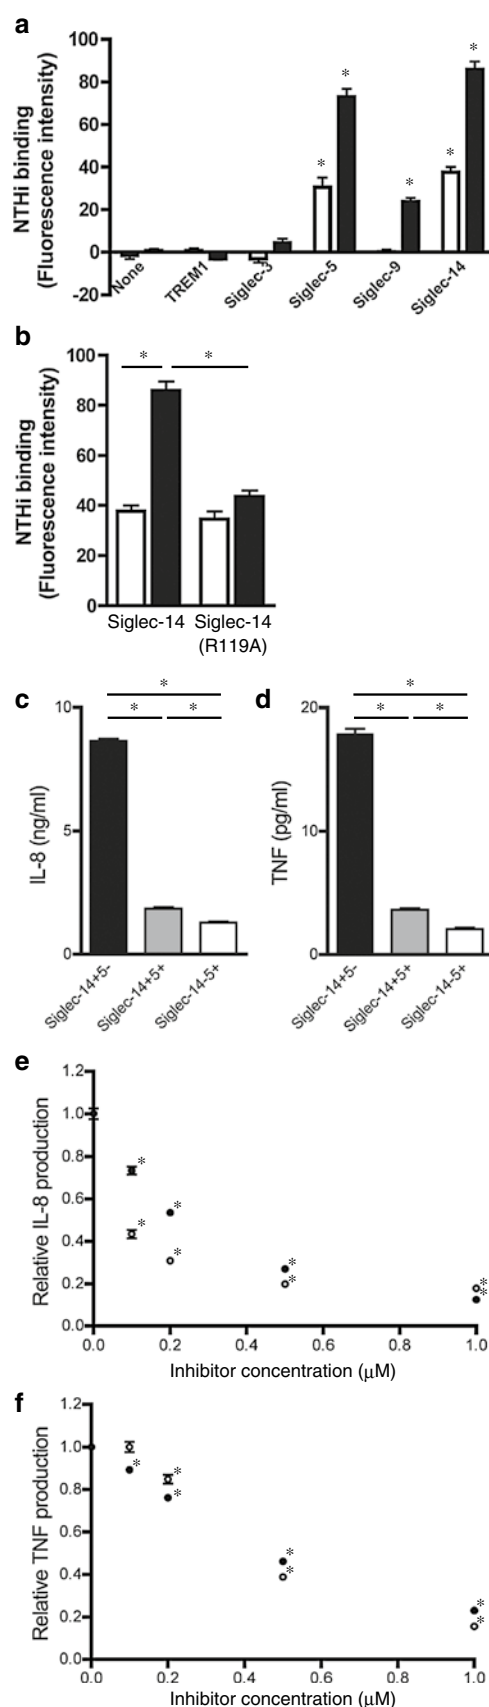 a
NTHi binding
(Fluorescence intensity)
100
80
60
40
20
0
-20
* * * * *
None
TREM1
Siglec-3
Siglec-5
Siglec-9
Siglec-14
b
NTHi binding
(Fluorescence intensity)
100
80
60
40
20
0
* *
Siglec-14
Siglec-14
(R119A)
c
IL-8 (ng/ml)
10
5
0
*
* *
Siglec-14+5-
Siglec-14+5+
Siglec-14-5+
d
TNF (pg/ml)
20
10
0
*
* *
Siglec-14+5-
Siglec-14+5+
Siglec-14-5+
e
Relative IL-8 production
1.2
1.0
0.8
0.6
0.4
0.2
0.0
* * * * * * * *
0.0 0.2 0.4 0.6 0.8 1.0
Inhibitor concentration (μM)
f
Relative TNF production
1.2
1.0
0.8
0.6
0.4
0.2
0.0
* * * * * * *
0.0 0.2 0.4 0.6 0.8 1.0
Inhibitor concentration (μM)